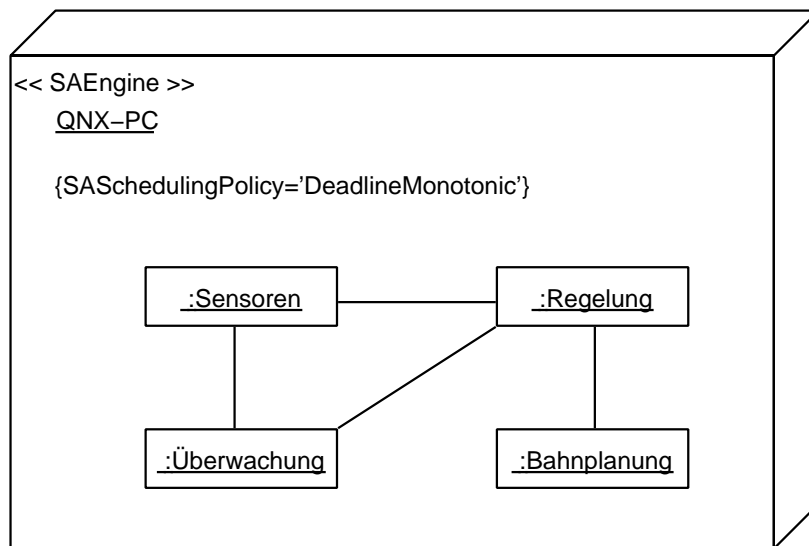 << SAEngine >>
QNX−PC
{SASchedulingPolicy=’DeadlineMonotonic’}
:Sensoren
:Regelung
:Überwachung
:Bahnplanung